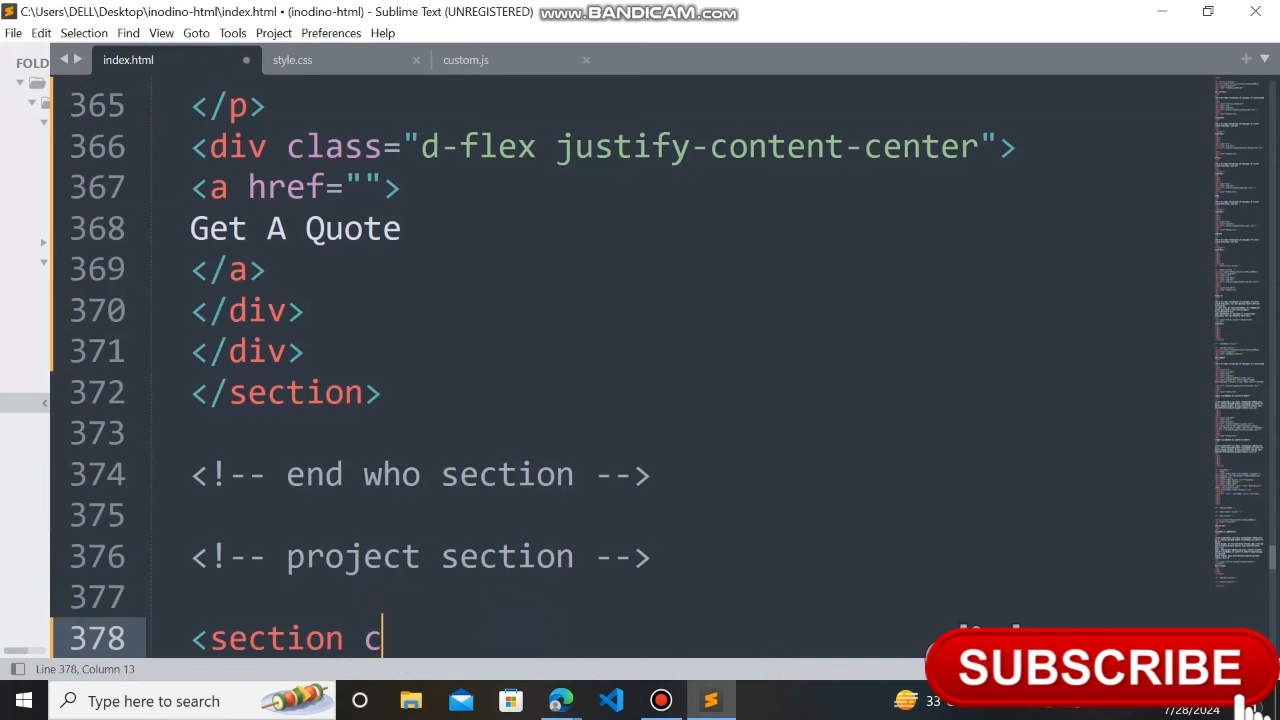 C:\Users\DELL\Desktop\inodino-html\index.html • (inodino-html) - Sublime Text (UNREGISTERED)
www.BANDICAM.com
File Edit Selection Find View Goto Tools Project Preferences Help
FOLD
index.html style.css custom.js
365 </p>
366 <div class="d-flex justify-content-center">
367 <a href="">
368 Get A Quote
369 </a>
370 </div>
371 </div>
372 </section>
373
374 <!-- end who section -->
375
376 <!-- project section -->
377
378 <section c
SUBSCRIBE
Line 378, Column 13
Type here to search
33
7/28/2024